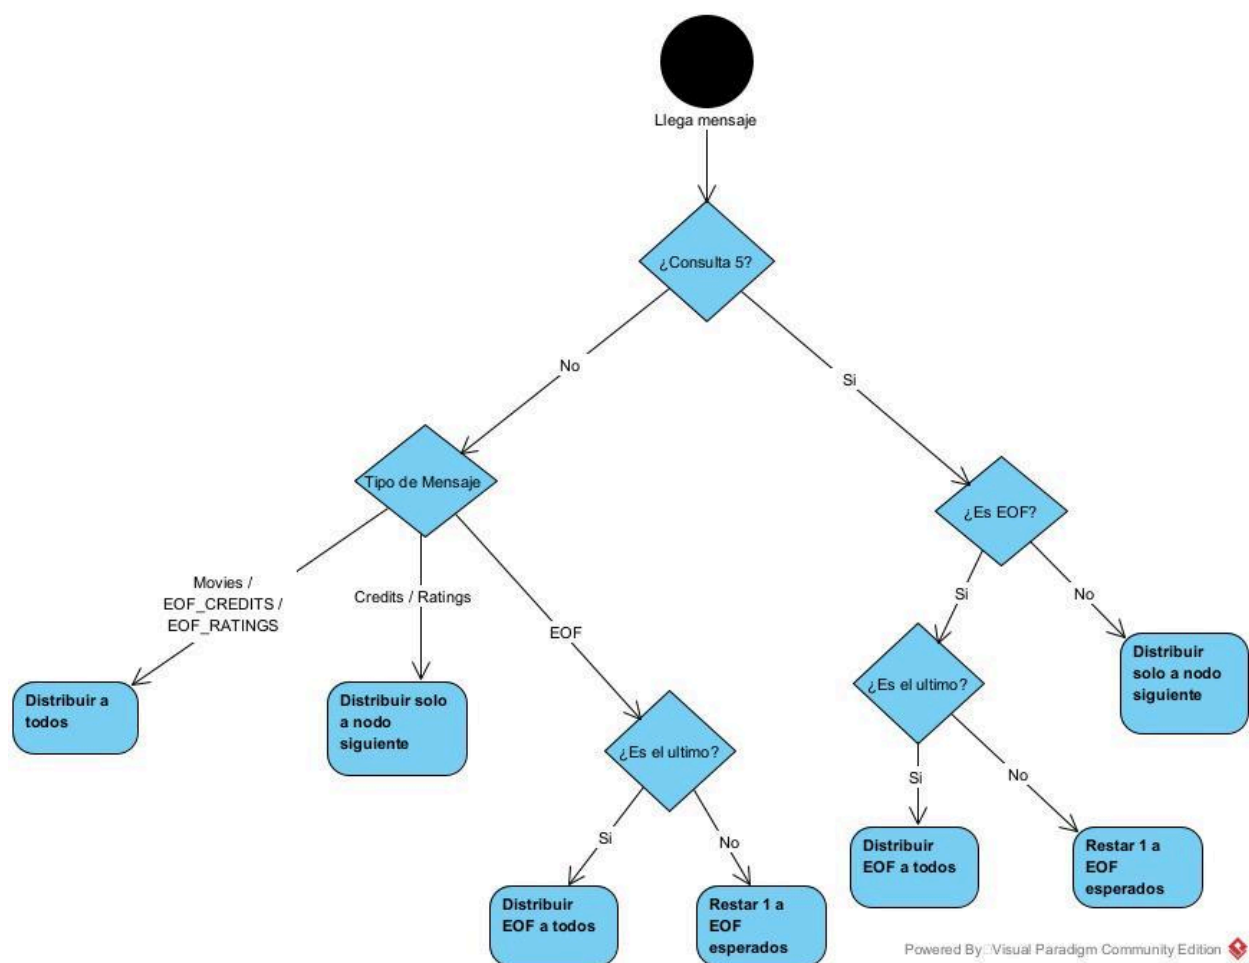 Llega mensaje
¿Consulta 5?
No
Si
Tipo de Mensaje
¿Es EOF?
Movies /
EOF_CREDITS /
EOF_RATINGS
Credits / Ratings
EOF
Si
No
Distribuir a
todos
Distribuir solo
a nodo
siguiente
¿Es el ultimo?
¿Es el ultimo?
Distribuir
solo a nodo
siguiente
Si
No
Si
No
Distribuir
EOF a todos
Restar 1 a
EOF
esperados
Distribuir
EOF a todos
Restar 1 a
EOF
esperados
Powered By Visual Paradigm Community Edition